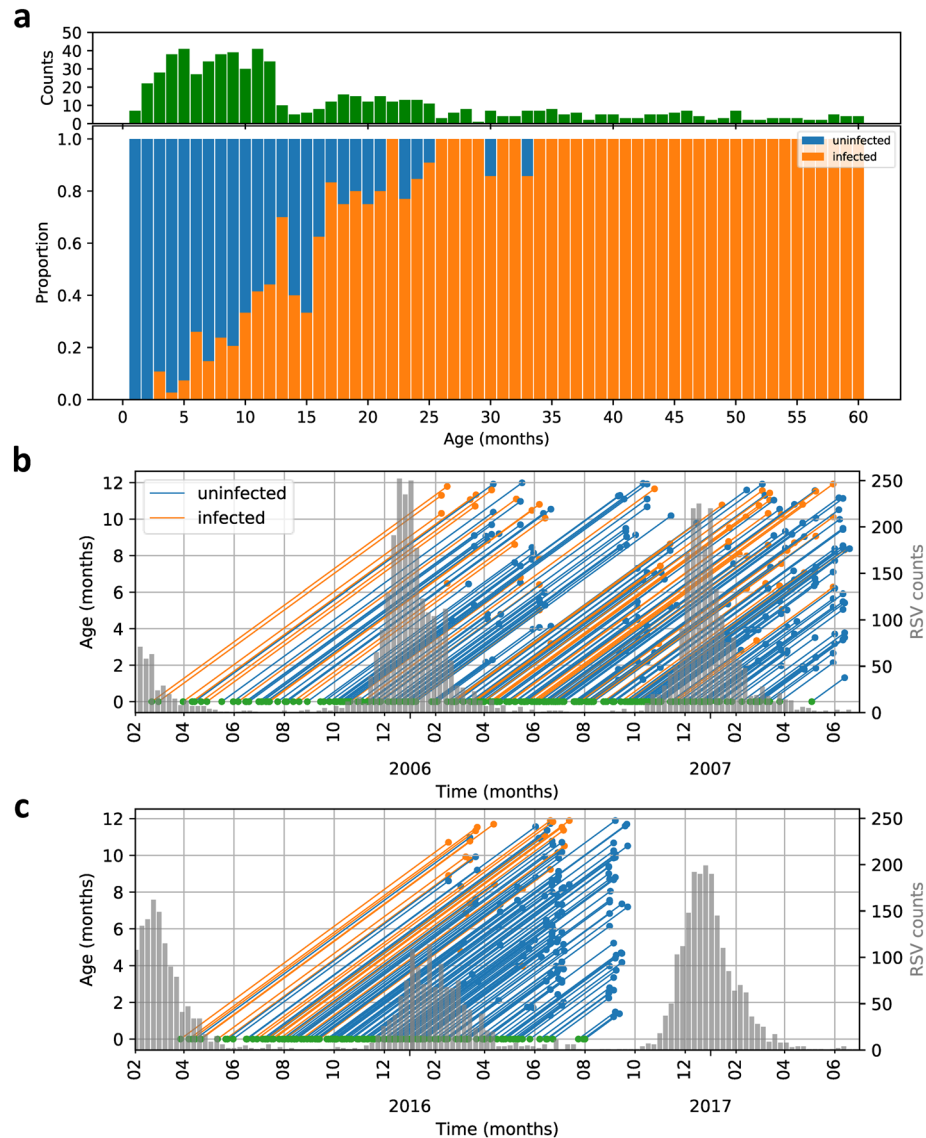 a
50
40
30
20
10
0
Counts
1.0
0.8
0.6
0.4
0.2
0.0
Proportion
uninfected
infected
0 5 10 15 20 25 30 35 40 45 50 55 60
Age (months)
b
12
10
8
6
4
2
0
Age (months)
uninfected
infected
250
200
150
100
50
0
RSV counts
02 04 06 08 10 12 02 04 06 08 10 12 02 04 06
2006 2007
Time (months)
c
12
10
8
6
4
2
0
Age (months)
250
200
150
100
50
0
RSV counts
02 04 06 08 10 12 02 04 06 08 10 12 02 04 06
2016 2017
Time (months)